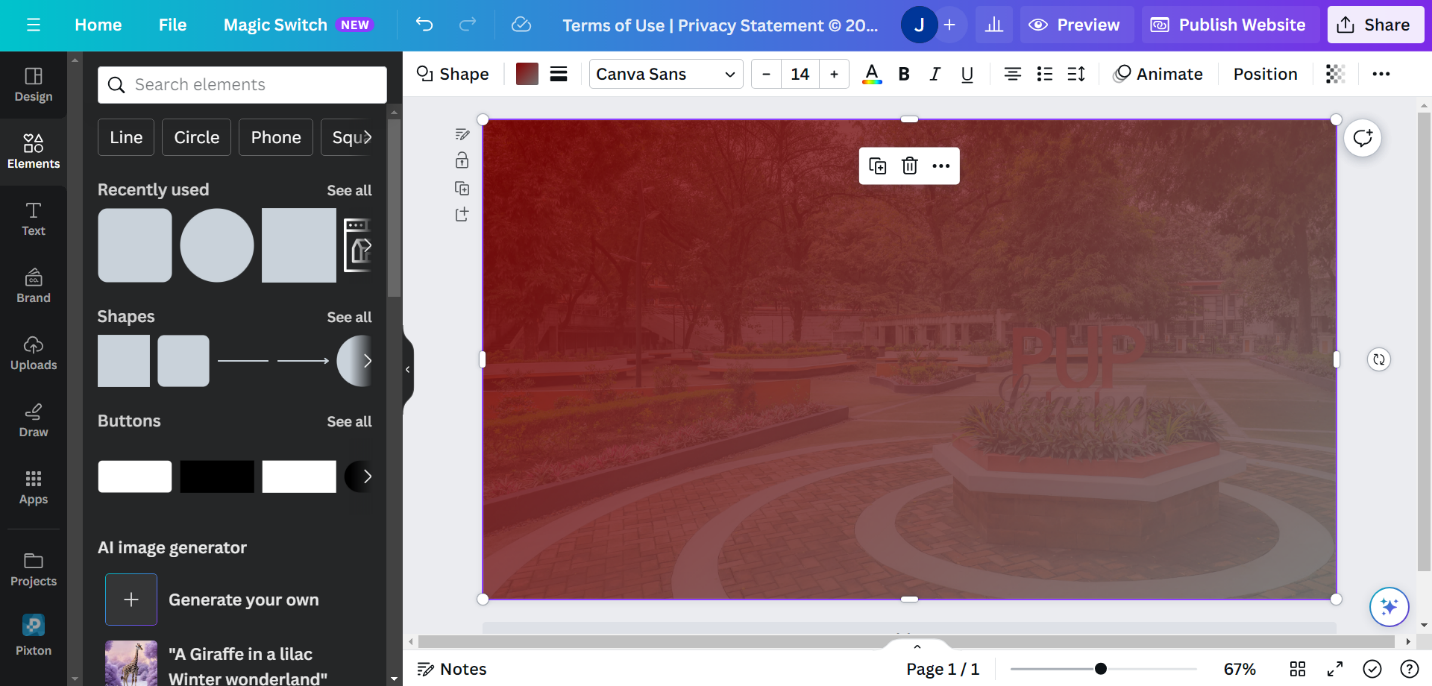 Home
File
Magic Switch NEW
Terms of Use | Privacy Statement © 20...
J
+
Preview
Publish Website
Share
Design
Elements
Text
Brand
CO.
Uploads
Draw
Apps
Projects
Pixton
Search elements
Line
Circle
Phone
Squ
Recently used
See all
Shapes
See all
Buttons
See all
AI image generator
Generate your own
"A Giraffe in a lilac
Winter wonderland"
Shape
Canva Sans
– 14 +
A
B
I
U
Animate
Position
PUP
Notes
Page 1 / 1
67%